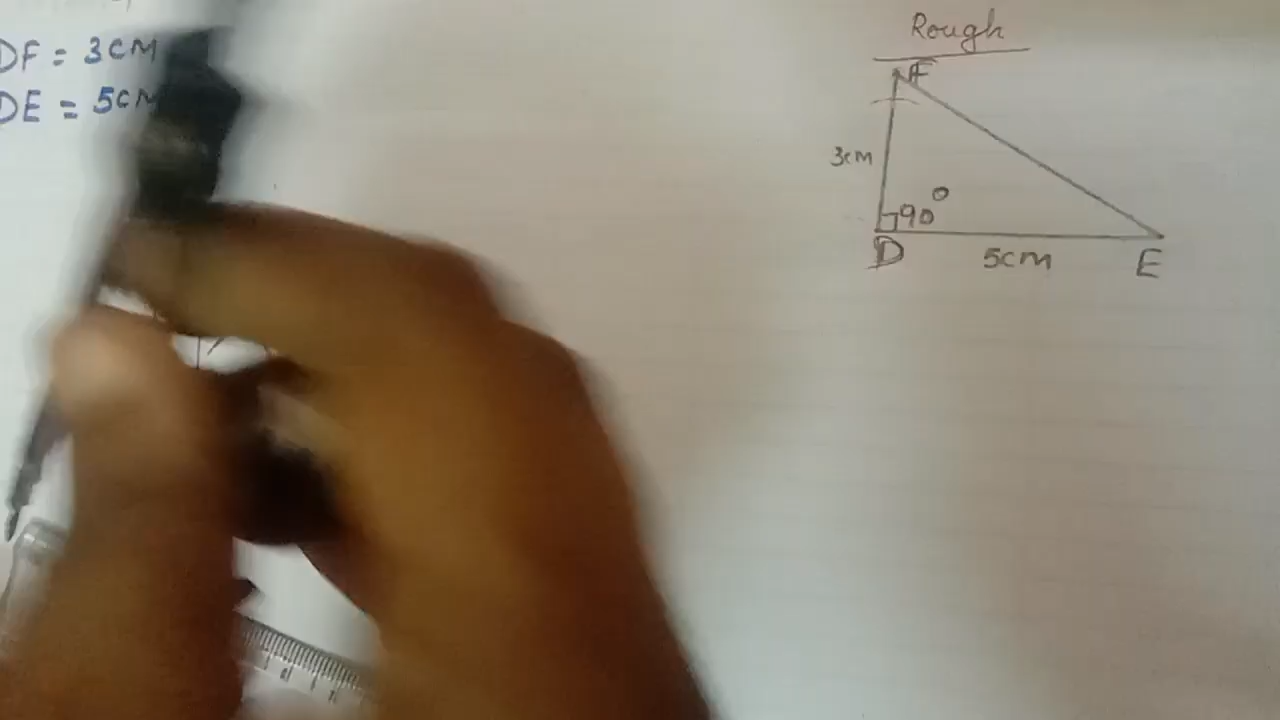 DF = 3cm
DE = 5cm
Rough
F
3cm
90°
D
5cm
E